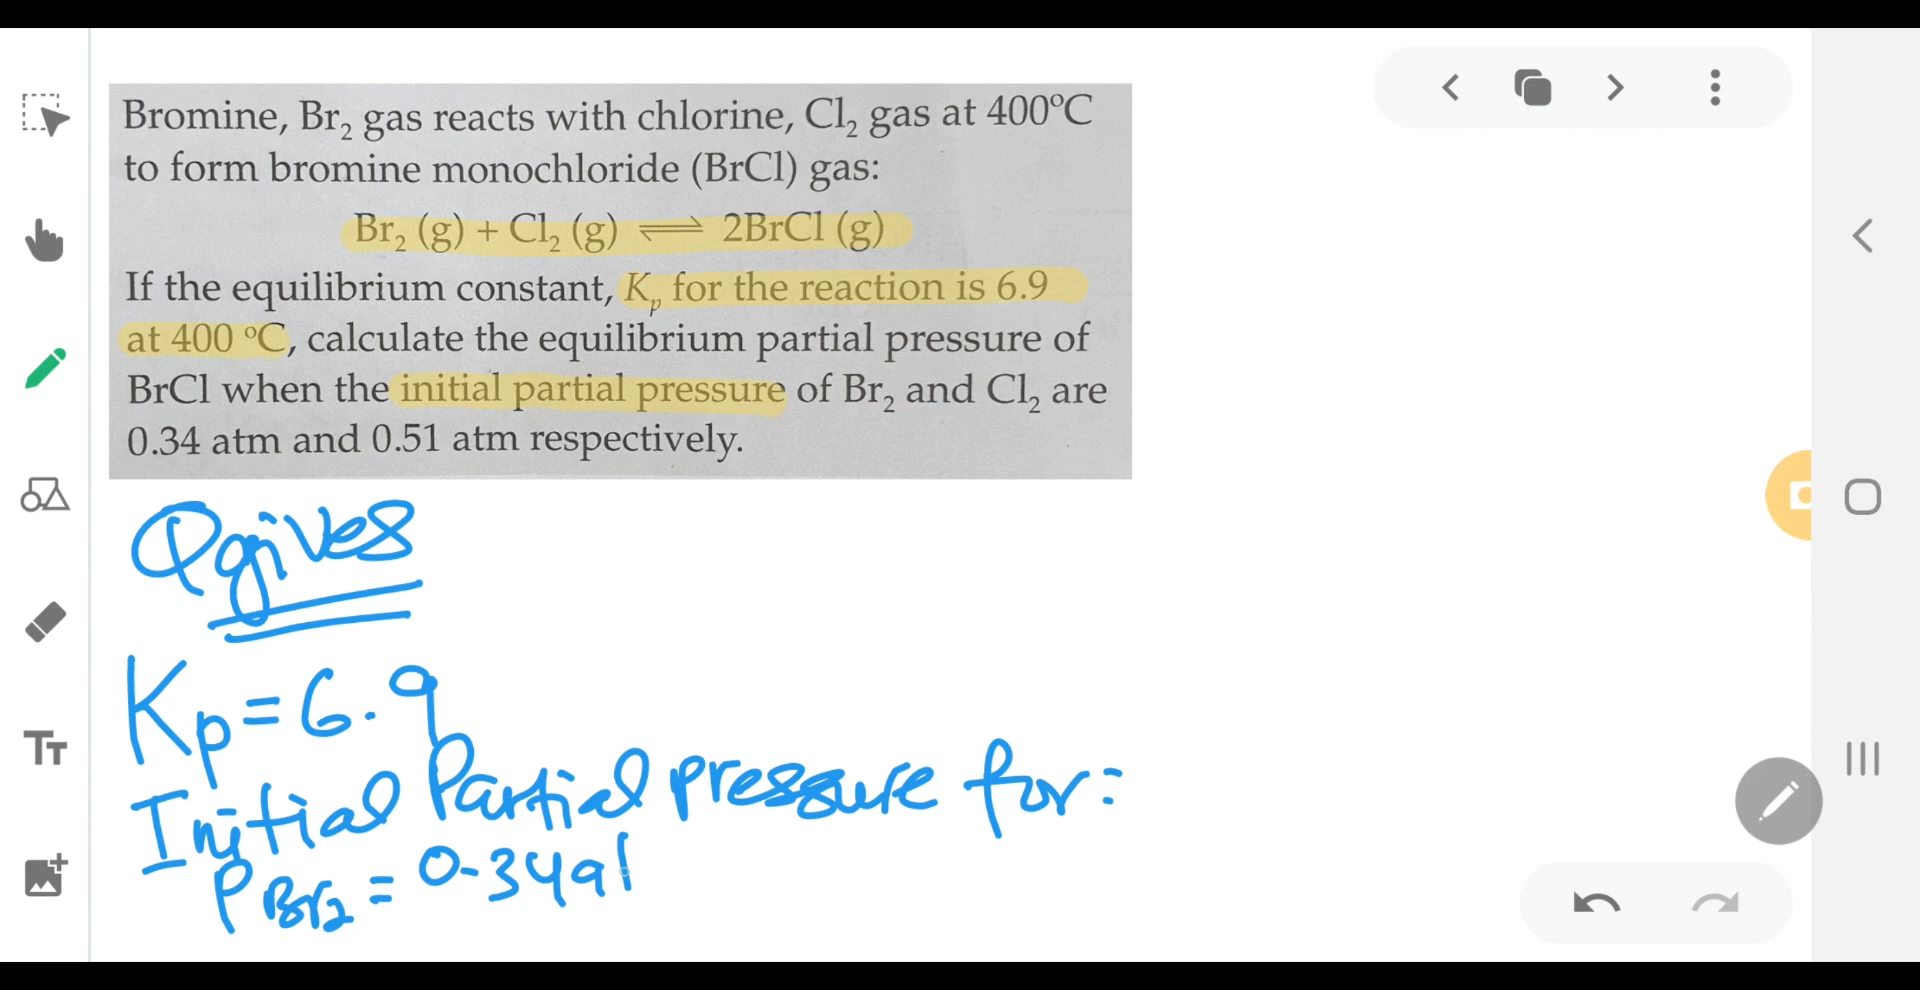 Bromine, Br₂ gas reacts with chlorine, Cl₂ gas at 400°C
to form bromine monochloride (BrCl) gas:
Br₂ (g) + Cl₂ (g) ⇌ 2BrCl (g)
If the equilibrium constant, Kₚ for the reaction is 6.9
at 400 °C, calculate the equilibrium partial pressure of
BrCl when the initial partial pressure of Br₂ and Cl₂ are
0.34 atm and 0.51 atm respectively.
Qgives
Kp = 6.9
Initial Partial pressure for:
PBr₂ = 0.34at
TT